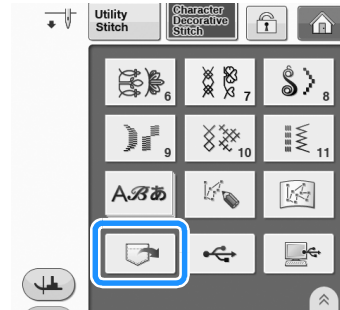 Utility
Stitch
Character
Decorative
Stitch
6
7
8
9
10
11
ABあ